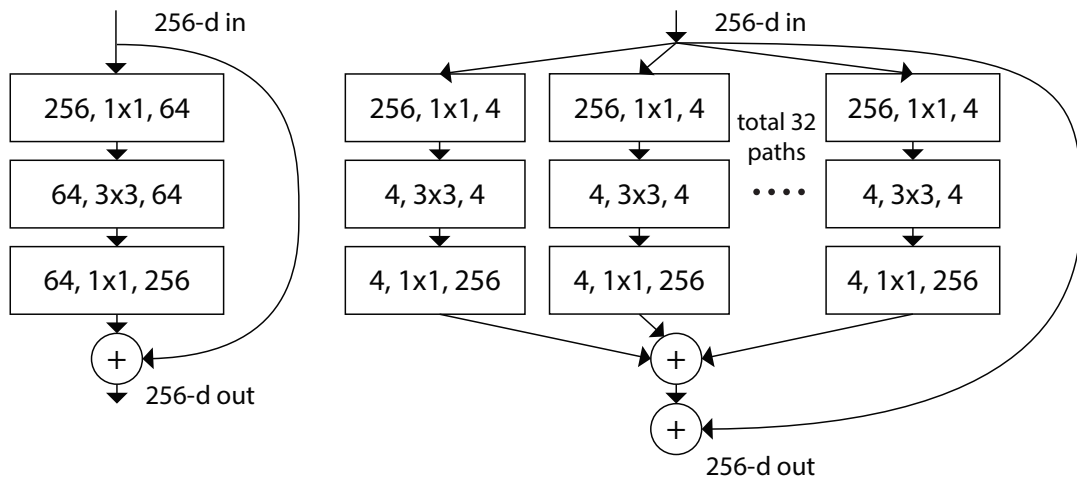 256-d in
256, 1x1, 64
64, 3x3, 64
64, 1x1, 256
+
256-d out
256-d in
256, 1x1, 4
256, 1x1, 4
total 32
paths
256, 1x1, 4
4, 3x3, 4
4, 3x3, 4
....
4, 3x3, 4
4, 1x1, 256
4, 1x1, 256
4, 1x1, 256
+
+
256-d out